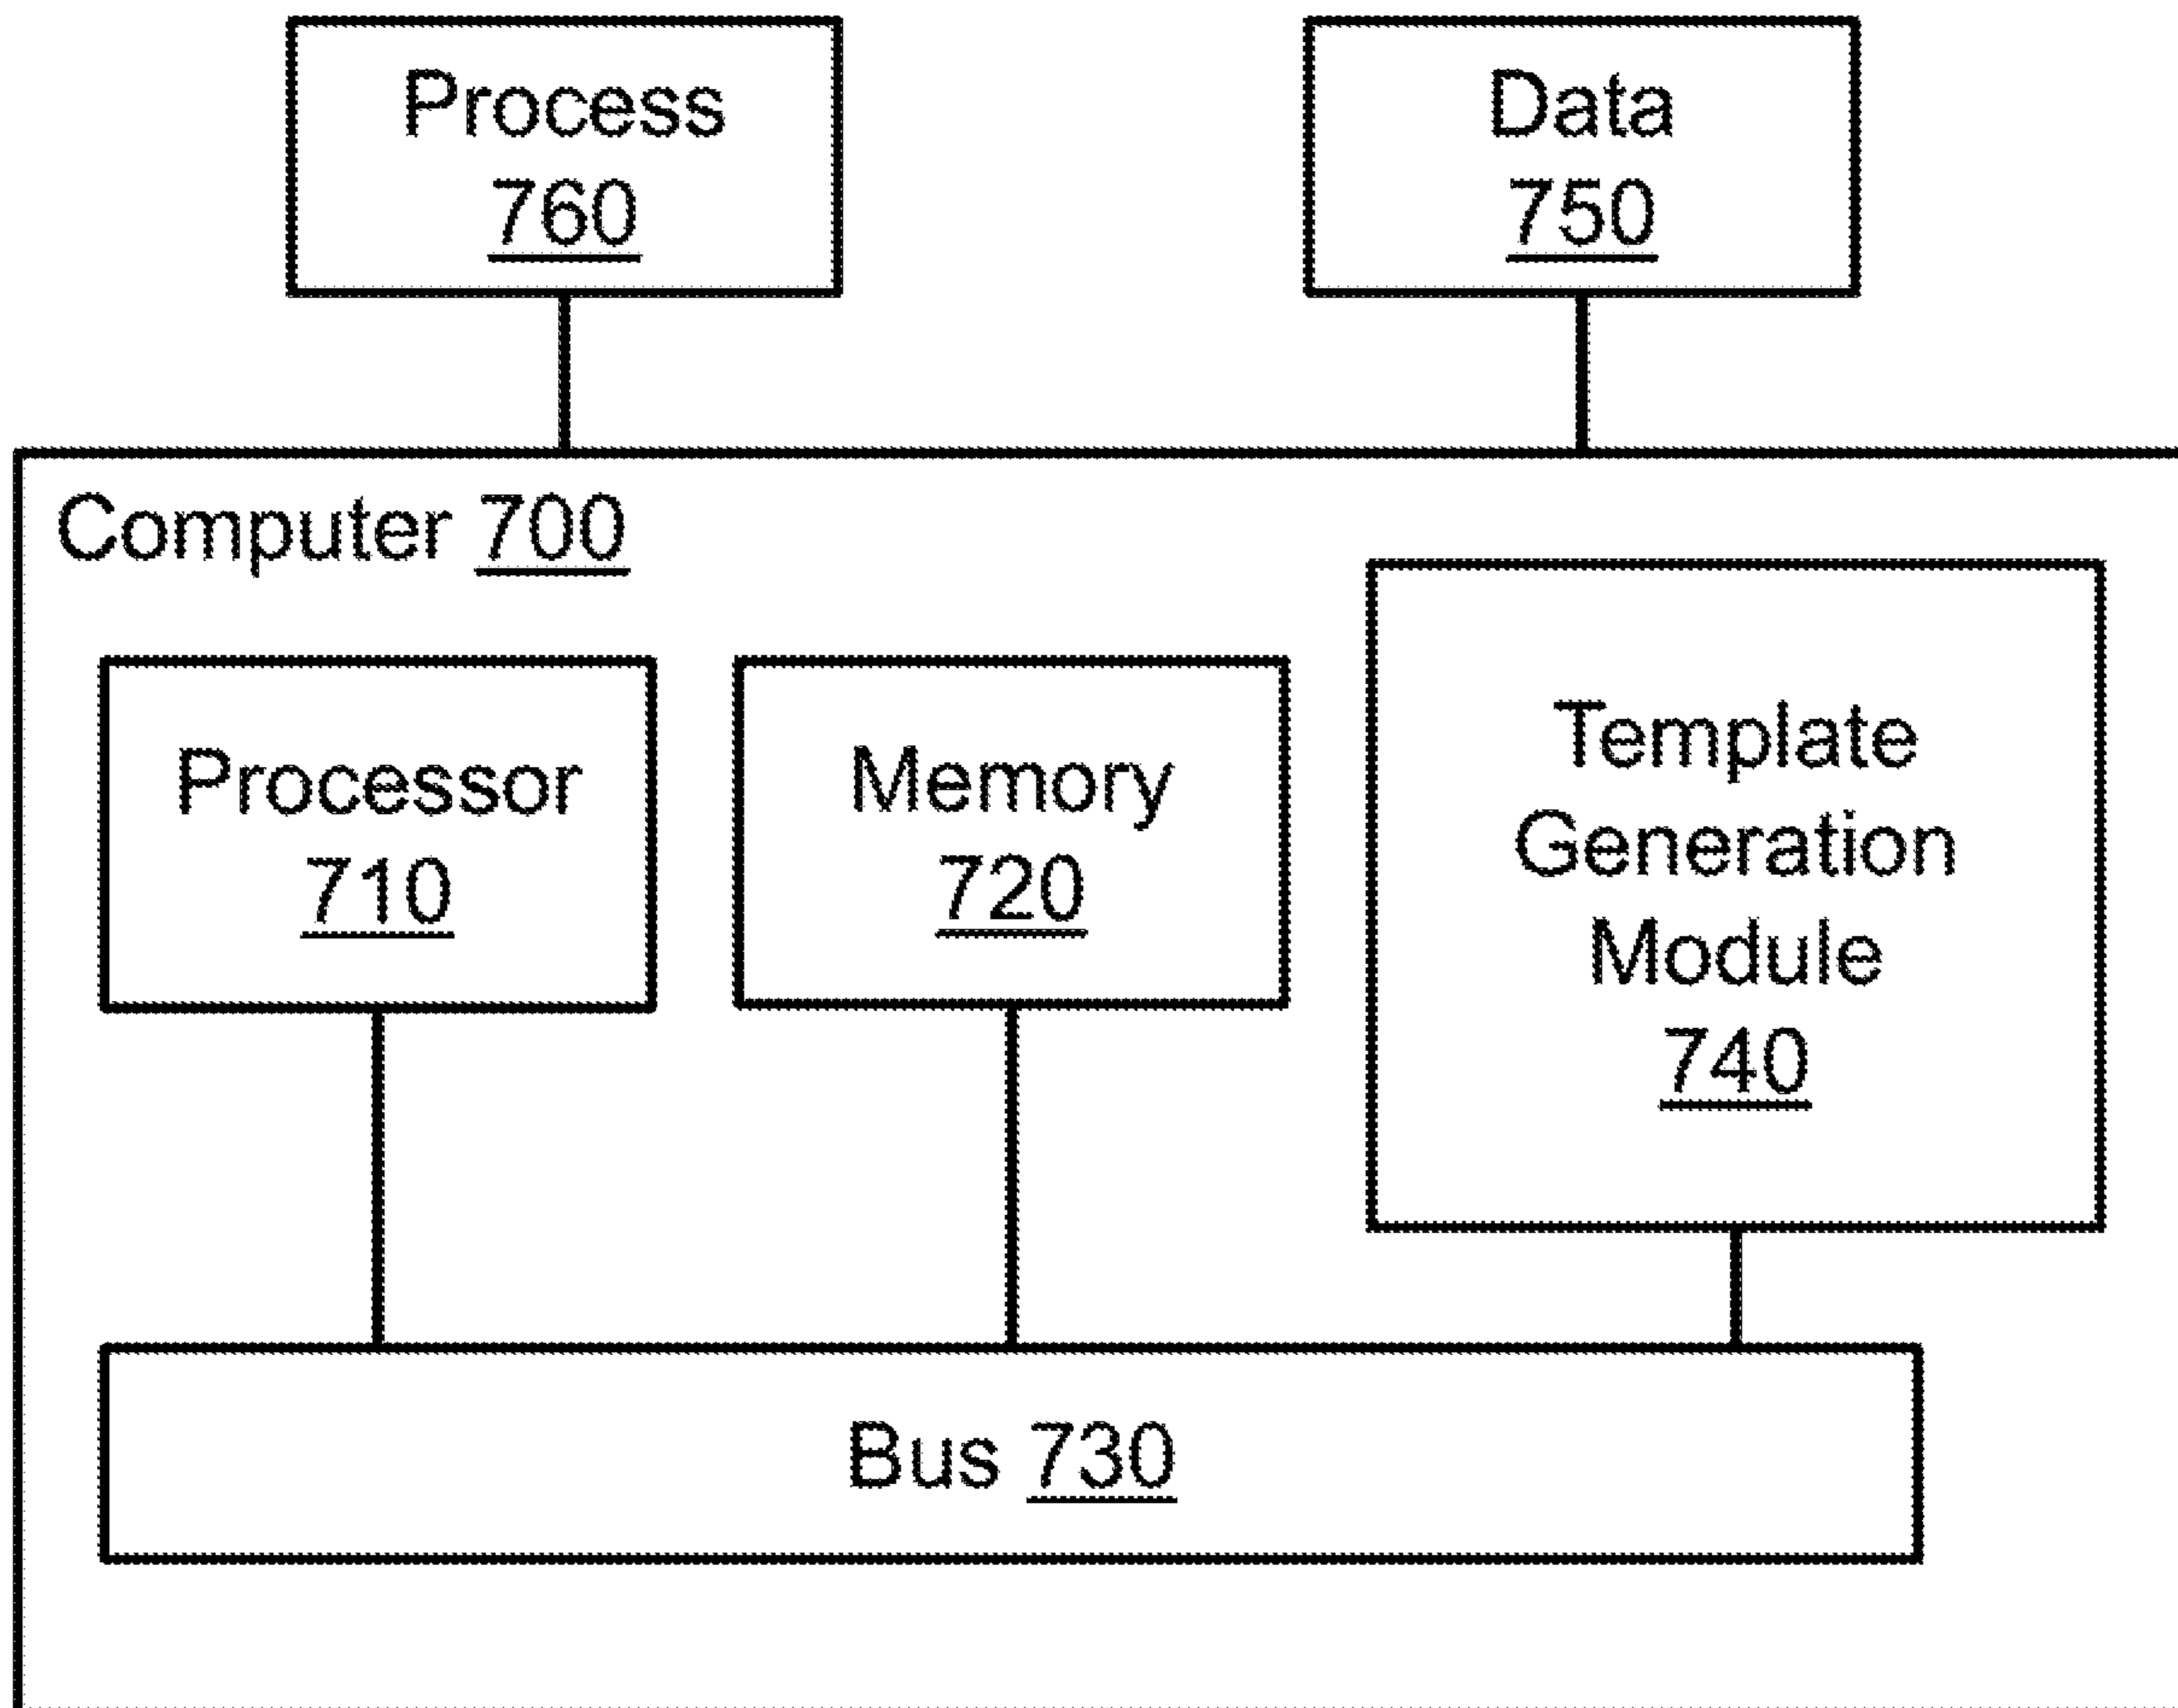 Process
760
Data
750
Computer 700
Processor
710
Memory
720
Template
Generation
Module
740
Bus 730